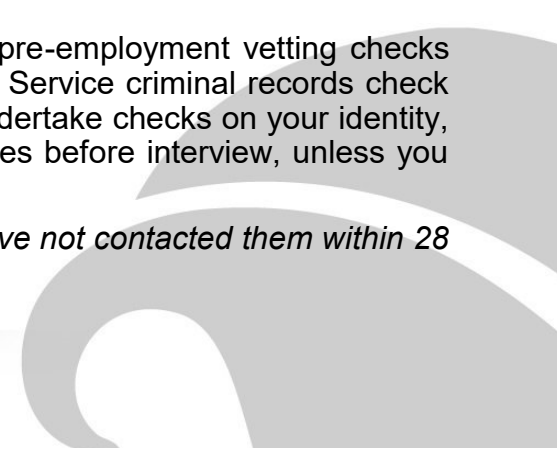 pre-employment vetting checks
Service criminal records check
dertake checks on your identity,
es before interview, unless you
ve not contacted them within 28